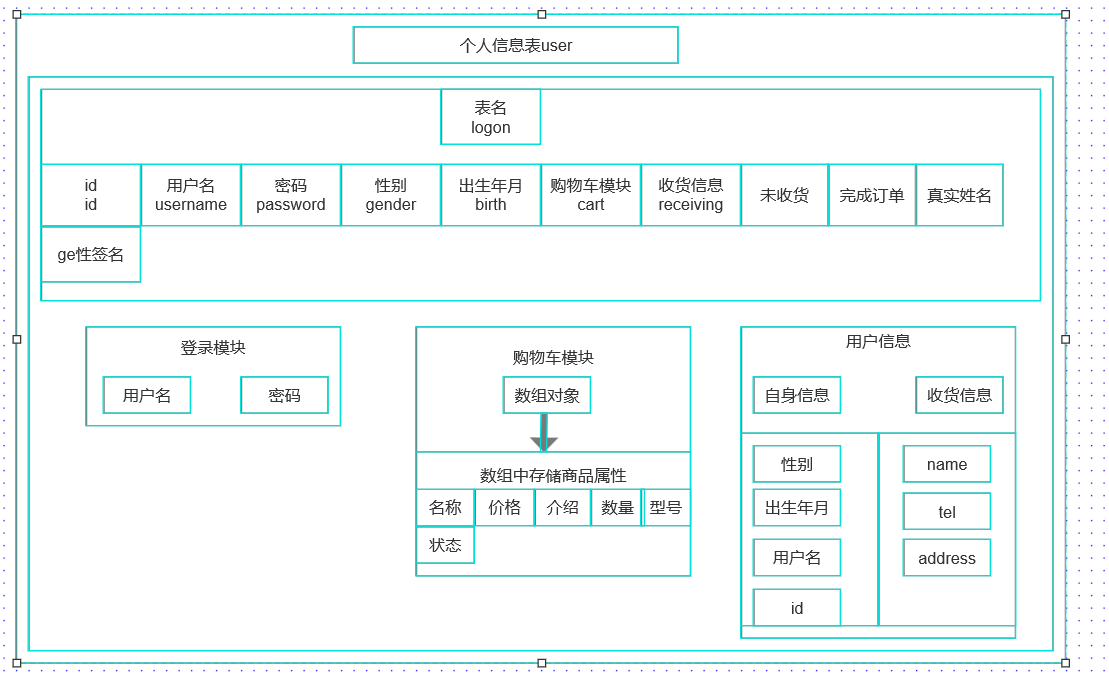 个人信息表user
表名
logon
id
id
用户名
username
密码
password
性别
gender
出生年月
birth
购物车模块
cart
收货信息
receiving
未收货
完成订单
真实姓名
ge性签名
登录模块
用户名
密码
购物车模块
数组对象
数组中存储商品属性
名称
价格
介绍
数量
型号
状态
用户信息
自身信息
收货信息
性别
出生年月
用户名
id
name
tel
address